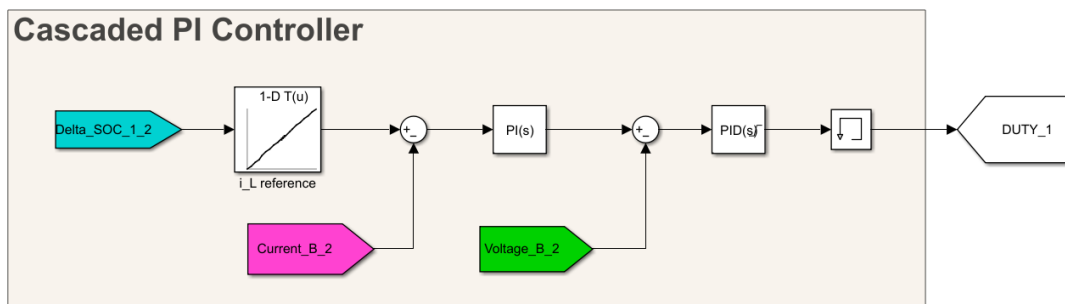 Cascaded PI Controller
1-D T(u)
Delta_SOC_1_2
+
−
PI(s)
+
−
PID(s)
DUTY_1
i_L reference
Current_B_2
Voltage_B_2